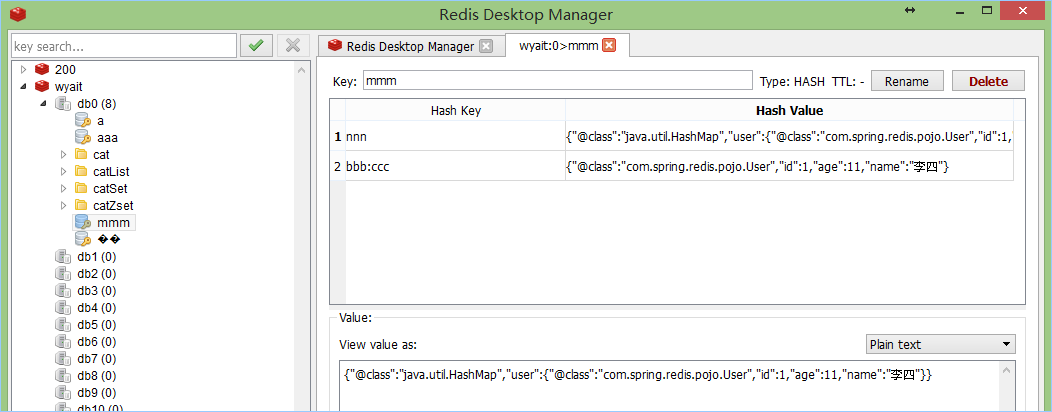 Redis Desktop Manager
key search...
200
wyait
db0 (8)
a
aaa
cat
catList
catSet
catZset
mmm
��
db1 (0)
db2 (0)
db3 (0)
db4 (0)
db5 (0)
db6 (0)
db7 (0)
db8 (0)
db9 (0)
db10 (0)
Redis Desktop Manager
wyait:0>mmm
Key: mmm Type: HASH TTL: - Rename Delete
Hash Key Hash Value
1 nnn {"@class":"java.util.HashMap","user":{"@class":"com.spring.redis.pojo.User","id":1,"
2 bbb:ccc {"@class":"com.spring.redis.pojo.User","id":1,"age":11,"name":"李四"}
Value:
View value as: Plain text
{"@class":"java.util.HashMap","user":{"@class":"com.spring.redis.pojo.User","id":1,"age":11,"name":"李四"}}